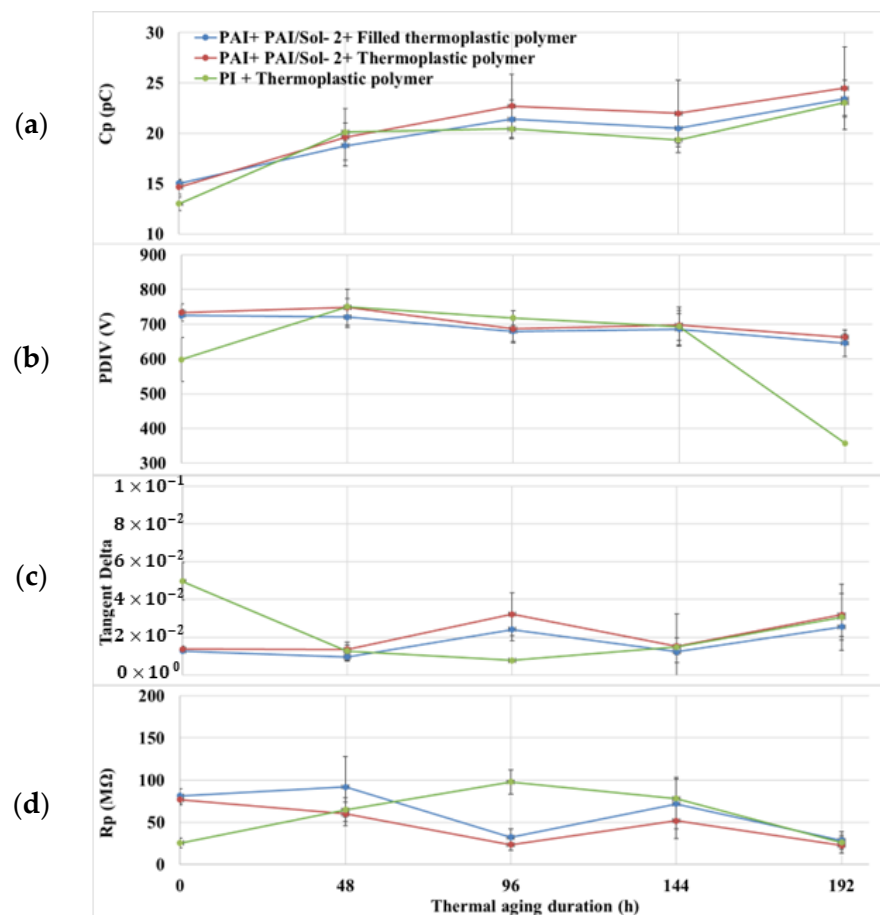 (a)
Cp (pC)
30
25
20
15
10
PAI+ PAI/Sol- 2+ Filled thermoplastic polymer
PAI+ PAI/Sol- 2+ Thermoplastic polymer
PI + Thermoplastic polymer
(b)
PDIV (V)
900
800
700
600
500
400
300
(c)
Tangent Delta
1 × 10⁻¹
8 × 10⁻²
6 × 10⁻²
4 × 10⁻²
2 × 10⁻²
0 × 10⁰
(d)
Rp (MΩ)
200
150
100
50
0
0 48 96 144 192
Thermal aging duration (h)